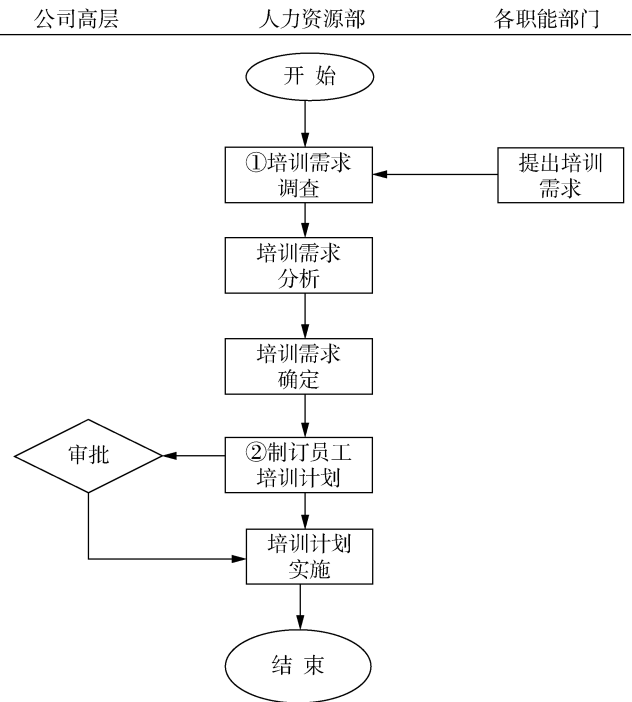 公司高层 人力资源部 各职能部门
开 始
①培训需求
调查
提出培训
需求
培训需求
分析
培训需求
确定
审批
②制订员工
培训计划
培训计划
实施
结 束